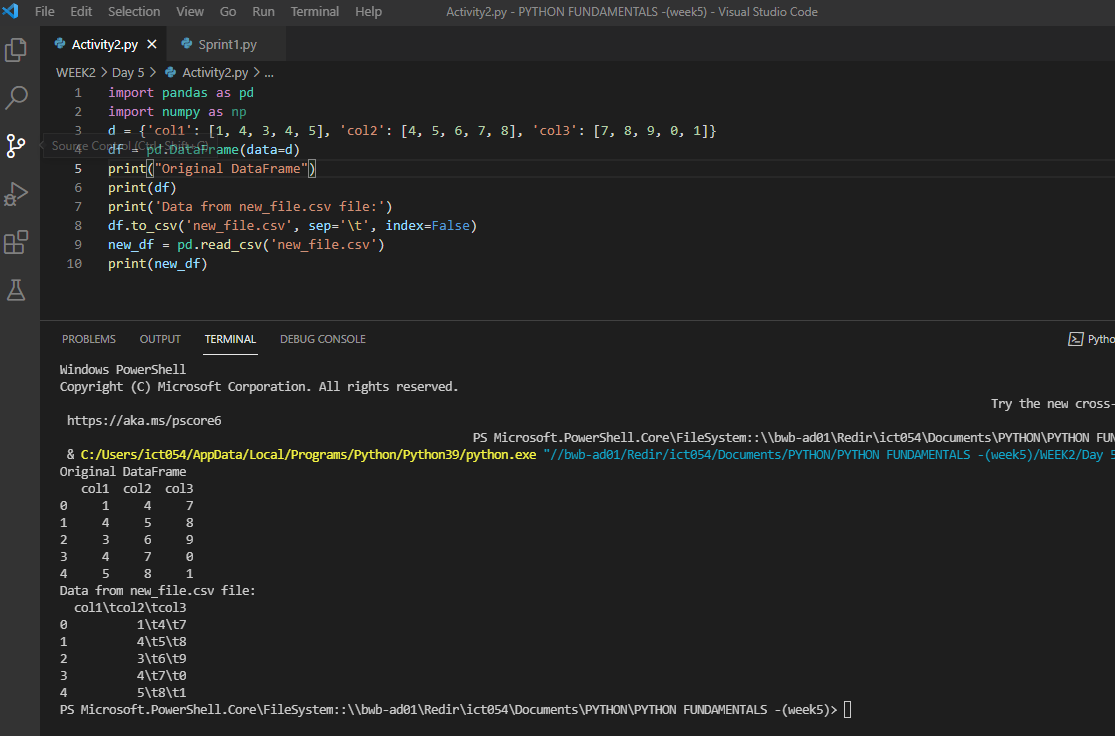 File Edit Selection View Go Run Terminal Help Activity2.py - PYTHON FUNDAMENTALS -(week5) - Visual Studio Code
Activity2.py Sprint1.py
WEEK2 > Day 5 > Activity2.py > ...
1 import pandas as pd
2 import numpy as np
3 d = {'col1': [1, 4, 3, 4, 5], 'col2': [4, 5, 6, 7, 8], 'col3': [7, 8, 9, 0, 1]}
Source Control (Ctrl+Shift+G)
4 df = pd.DataFrame(data=d)
5 print("Original DataFrame")
6 print(df)
7 print('Data from new_file.csv file:')
8 df.to_csv('new_file.csv', sep='\t', index=False)
9 new_df = pd.read_csv('new_file.csv')
10 print(new_df)
PROBLEMS OUTPUT TERMINAL DEBUG CONSOLE Pytho
Windows PowerShell
Copyright (C) Microsoft Corporation. All rights reserved.
Try the new cross-
https://aka.ms/pscore6
PS Microsoft.PowerShell.Core\FileSystem::\\bwb-ad01\Redir\ict054\Documents\PYTHON\PYTHON FUN
& C:/Users/ict054/AppData/Local/Programs/Python/Python39/python.exe "//bwb-ad01/Redir/ict054/Documents/PYTHON/PYTHON FUNDAMENTALS -(week5)/WEEK2/Day 5
Original DataFrame
col1 col2 col3
0 1 4 7
1 4 5 8
2 3 6 9
3 4 7 0
4 5 8 1
Data from new_file.csv file:
col1\tcol2\tcol3
0 1\t4\t7
1 4\t5\t8
2 3\t6\t9
3 4\t7\t0
4 5\t8\t1
PS Microsoft.PowerShell.Core\FileSystem::\\bwb-ad01\Redir\ict054\Documents\PYTHON\PYTHON FUNDAMENTALS -(week5)>